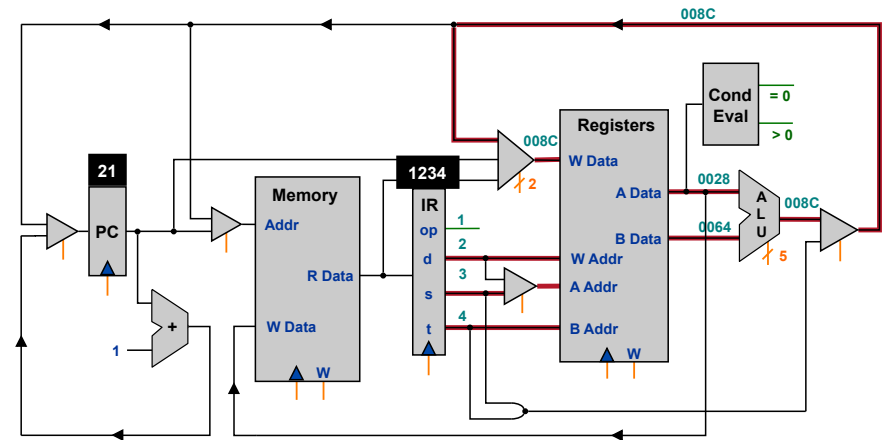 008C
Cond
Eval
= 0
> 0
Registers
008C
W Data
2
21
1234
Memory
IR
A Data
0028
A
L
U
008C
PC
Addr
op
1
B Data
0064
5
d
2
W Addr
R Data
3
A Addr
s
+
1
W Data
t
4
B Addr
W
W